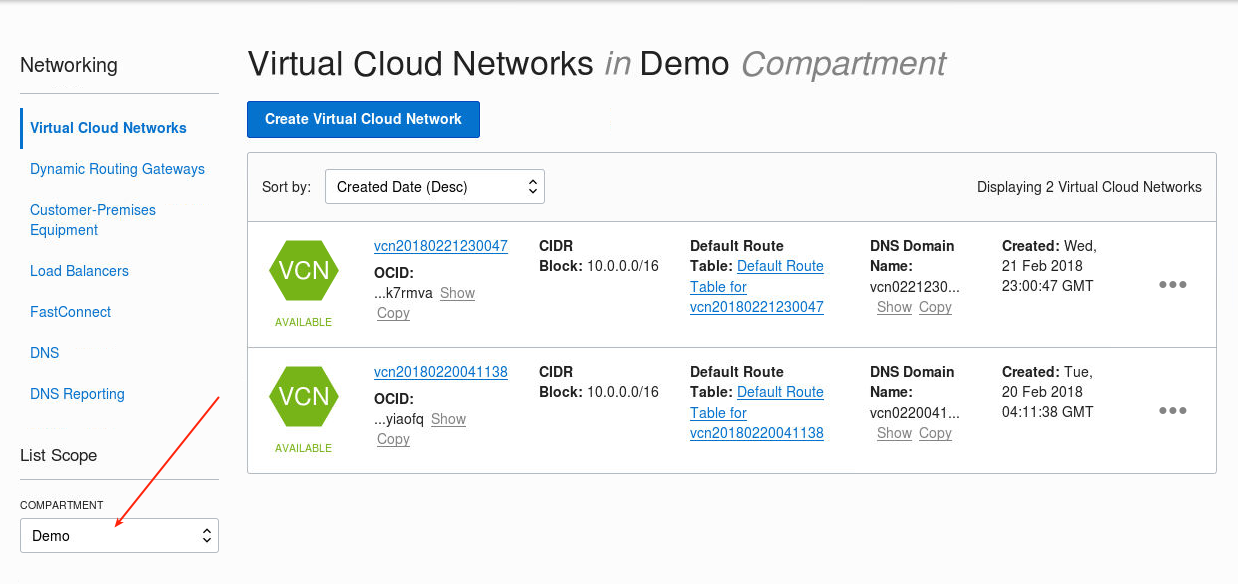 Networking
Virtual Cloud Networks
Dynamic Routing Gateways
Customer-Premises
Equipment
Load Balancers
FastConnect
DNS
DNS Reporting
List Scope
COMPARTMENT
Demo
Virtual Cloud Networks in Demo Compartment
Create Virtual Cloud Network
Sort by: Created Date (Desc) Displaying 2 Virtual Cloud Networks
VCN
AVAILABLE
vcn20180221230047
OCID:
...k7rmva Show
Copy
CIDR
Block: 10.0.0.0/16
Default Route
Table: Default Route
Table for
vcn20180221230047
DNS Domain
Name:
vcn0221230...
Show Copy
Created: Wed,
21 Feb 2018
23:00:47 GMT
VCN
AVAILABLE
vcn20180220041138
OCID:
...yiaofq Show
Copy
CIDR
Block: 10.0.0.0/16
Default Route
Table: Default Route
Table for
vcn20180220041138
DNS Domain
Name:
vcn0220041...
Show Copy
Created: Tue,
20 Feb 2018
04:11:38 GMT